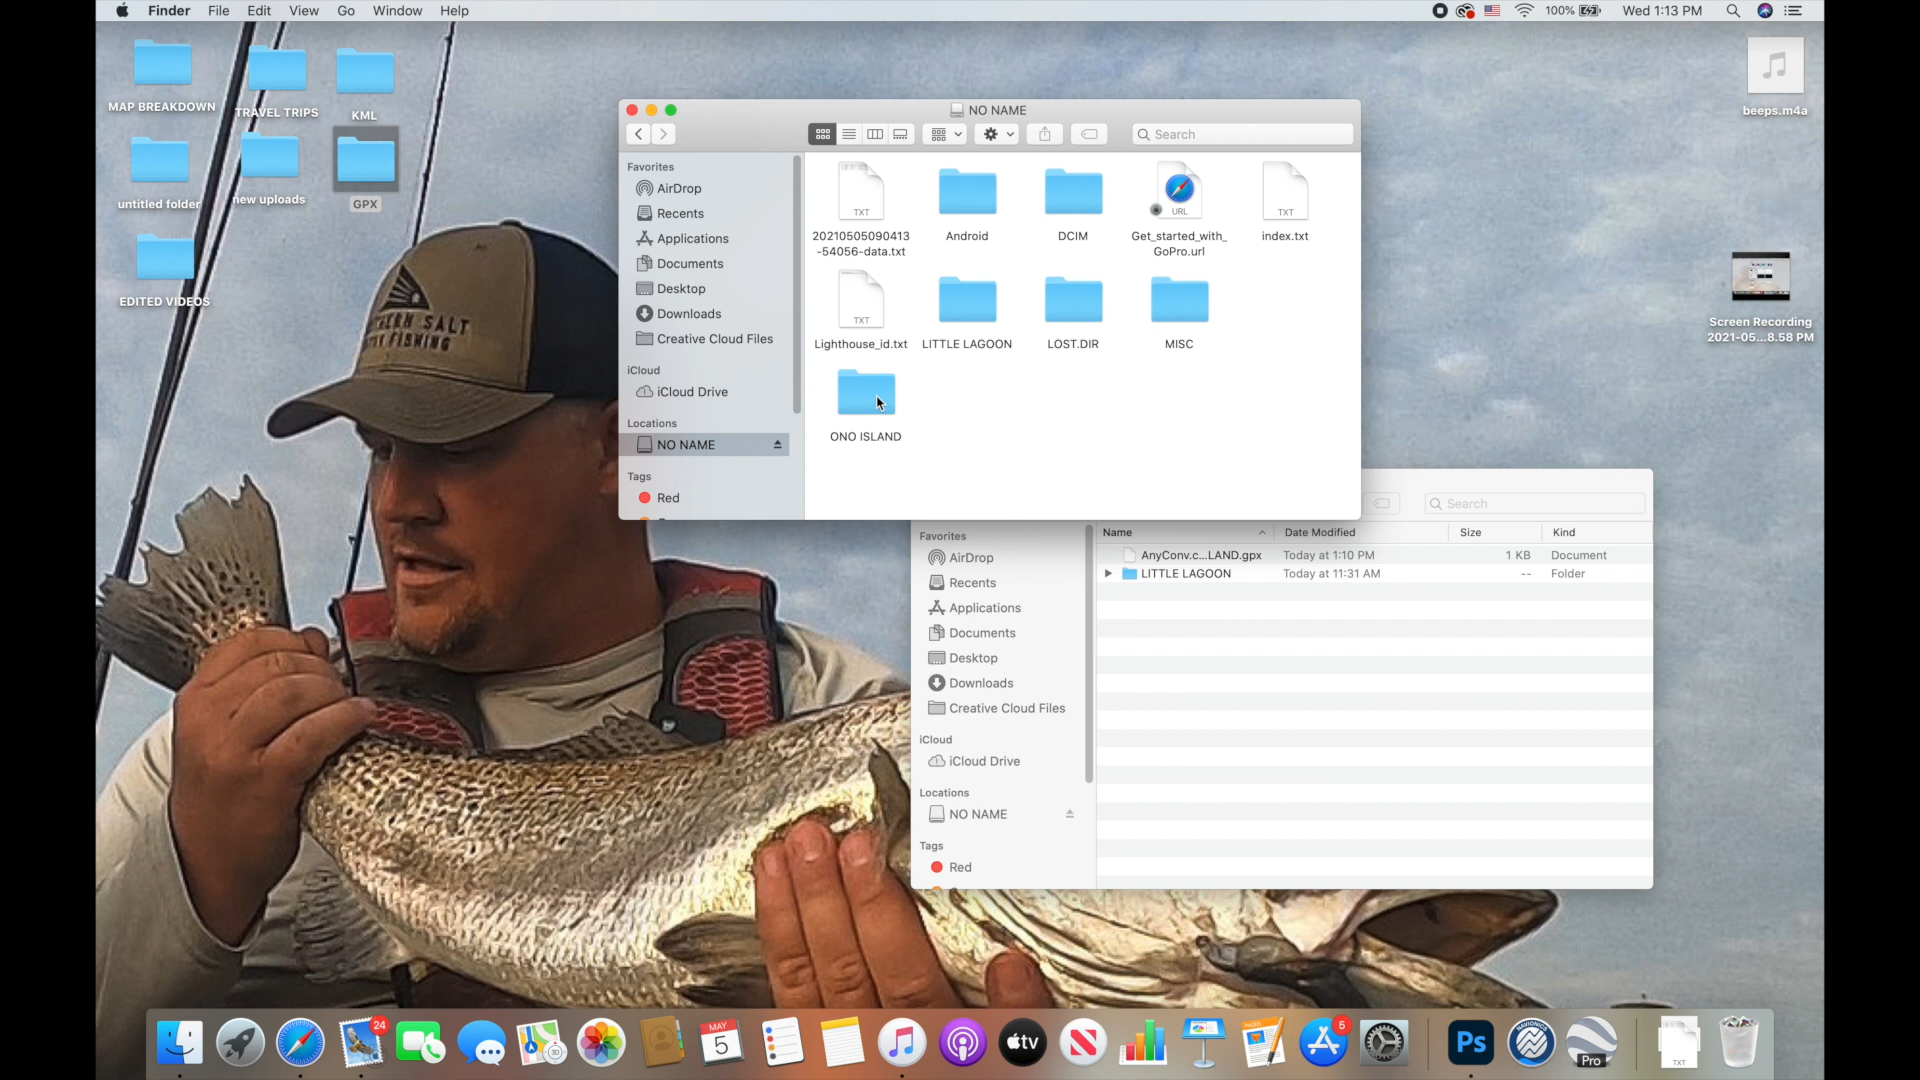 Finder File Edit View Go Window Help
100% Wed 1:13 PM
MAP BREAKDOWN
TRAVEL TRIPS
KML
untitled folder
new uploads
GPX
EDITED VIDEOS
beeps.m4a
Screen Recording
2021-05...8.58 PM
NO NAME
Search
Favorites
AirDrop
Recents
Applications
Documents
Desktop
Downloads
Creative Cloud Files
iCloud
iCloud Drive
Locations
NO NAME
Tags
Red
TXT
20210505090413
-54056-data.txt
Android
DCIM
URL
Get_started_with_
GoPro.url
TXT
index.txt
TXT
Lighthouse_id.txt
LITTLE LAGOON
LOST.DIR
MISC
ONO ISLAND
Search
Favorites
AirDrop
Recents
Applications
Documents
Desktop
Downloads
Creative Cloud Files
iCloud
iCloud Drive
Locations
NO NAME
Tags
Red
Name Date Modified Size Kind
AnyConv.c...LAND.gpx Today at 1:10 PM 1 KB Document
LITTLE LAGOON Today at 11:31 AM -- Folder
SALT
FISHING
24
MAY
5
tv
PAGES
5
Ps
NAVIONICS
Pro
TXT